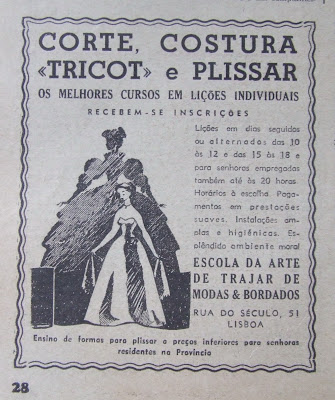 CORTE, COSTURA
«TRICOT» e PLISSAR
OS MELHORES CURSOS EM LIÇÕES INDIVIDUAIS
RECEBEM-SE INSCRIÇÕES
Lições em dias seguidos
ou alternados das 10
às 12 e das 15 às 18 e
para senhoras empregadas
também até às 20 horas.
Horários à escolha. Paga-
mentos em prestações
suaves. Instalações am-
plas e higiénicas. Es-
plêndido ambiente moral
ESCOLA DA ARTE
DE TRAJAR DE
MODAS & BORDADOS
RUA DO SÉCULO, 51
LISBOA
Ensino de formas para plissar a preços inferiores para senhoras
residentes na Província
28